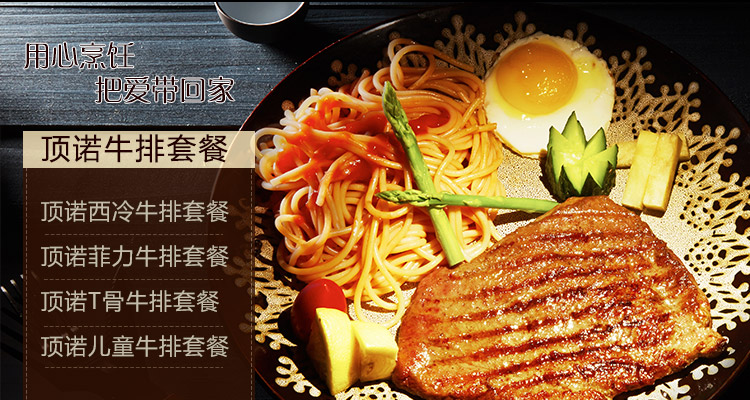 用心烹饪
把爱带回家
顶诺牛排套餐
顶诺西冷牛排套餐
顶诺菲力牛排套餐
顶诺T骨牛排套餐
顶诺儿童牛排套餐